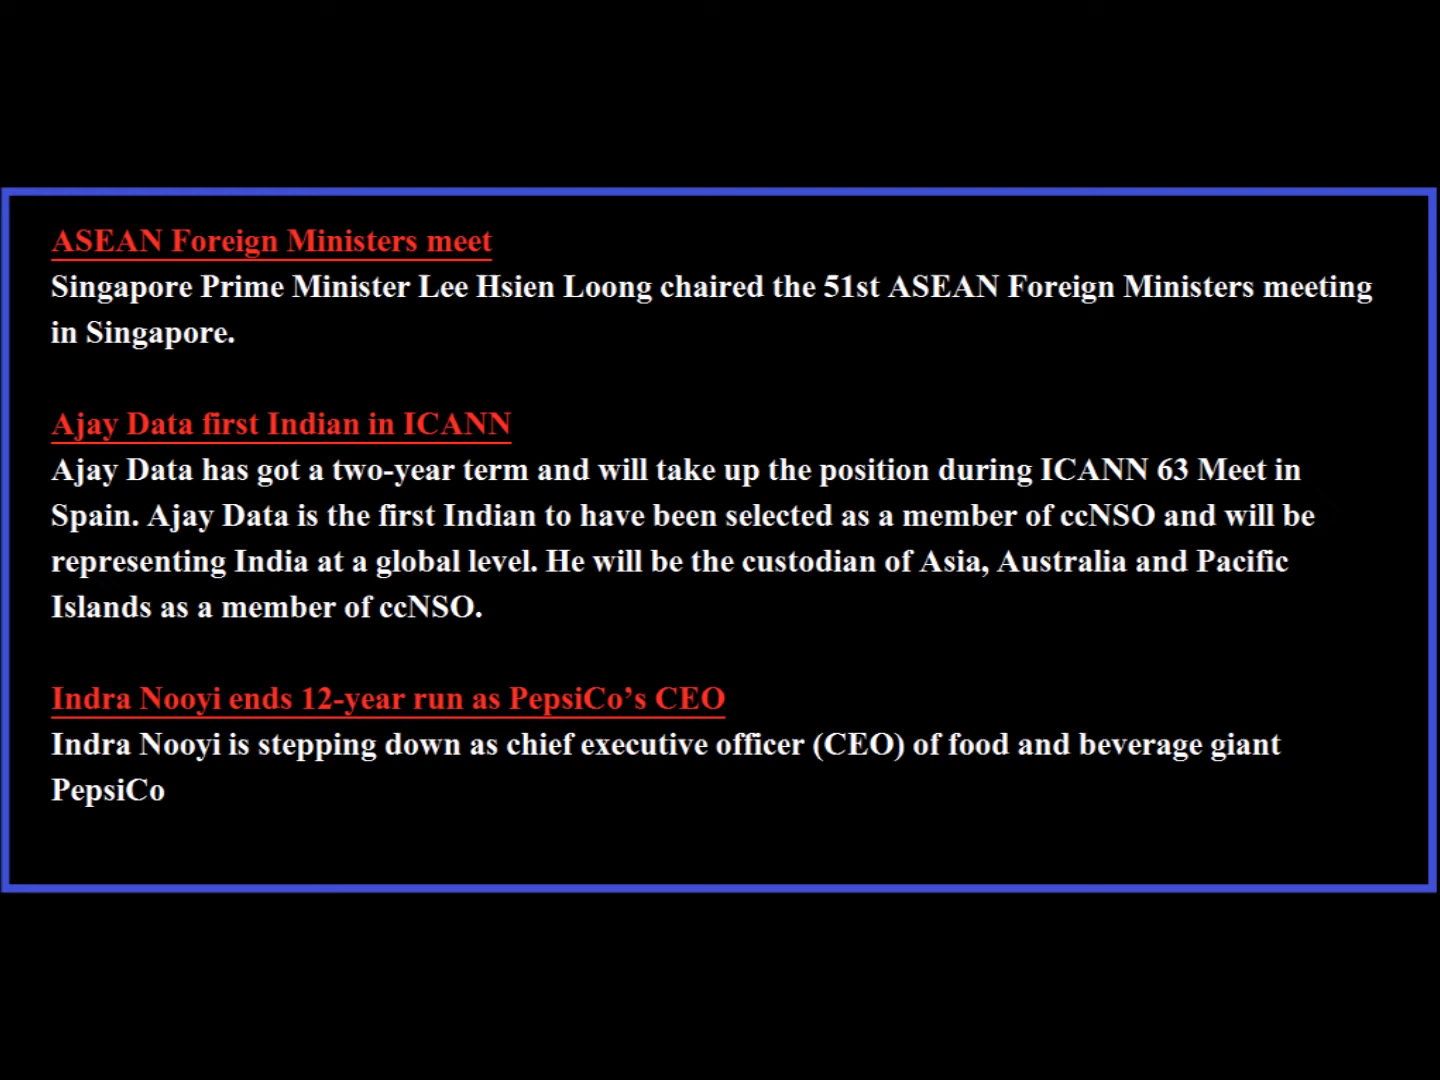 ASEAN Foreign Ministers meet
Singapore Prime Minister Lee Hsien Loong chaired the 51st ASEAN Foreign Ministers meeting
in Singapore.
Ajay Data first Indian in ICANN
Ajay Data has got a two-year term and will take up the position during ICANN 63 Meet in
Spain. Ajay Data is the first Indian to have been selected as a member of ccNSO and will be
representing India at a global level. He will be the custodian of Asia, Australia and Pacific
Islands as a member of ccNSO.
Indra Nooyi ends 12-year run as PepsiCo’s CEO
Indra Nooyi is stepping down as chief executive officer (CEO) of food and beverage giant
PepsiCo